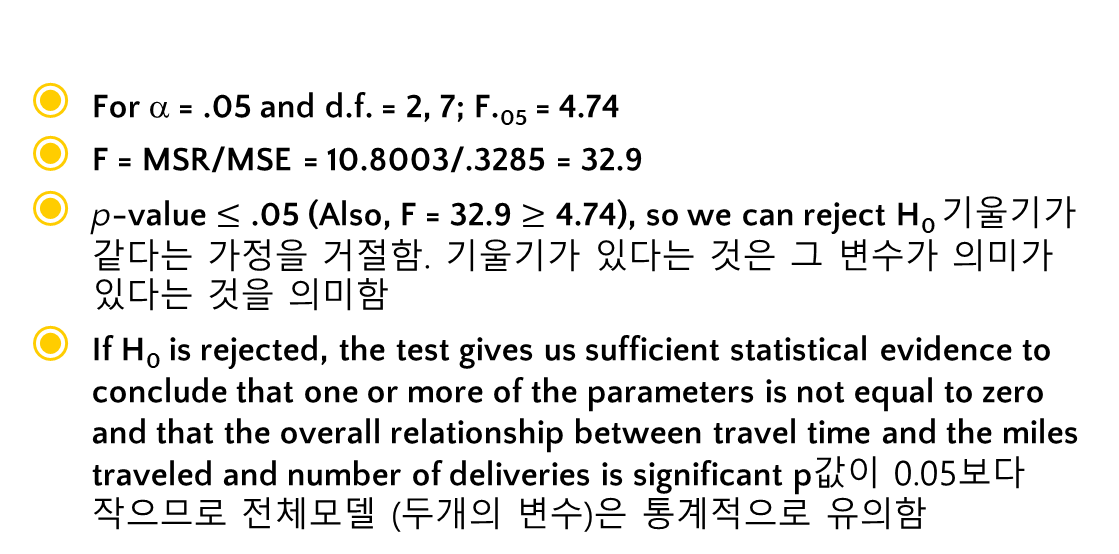 For α = .05 and d.f. = 2, 7; F.05 = 4.74
F = MSR/MSE = 10.8003/.3285 = 32.9
p-value ≤ .05 (Also, F = 32.9 ≥ 4.74), so we can reject H0 기울기가
같다는 가정을 거절함. 기울기가 있다는 것은 그 변수가 의미가
있다는 것을 의미함
If H0 is rejected, the test gives us sufficient statistical evidence to
conclude that one or more of the parameters is not equal to zero
and that the overall relationship between travel time and the miles
traveled and number of deliveries is significant p값이 0.05보다
작으므로 전체모델 (두개의 변수)은 통계적으로 유의함